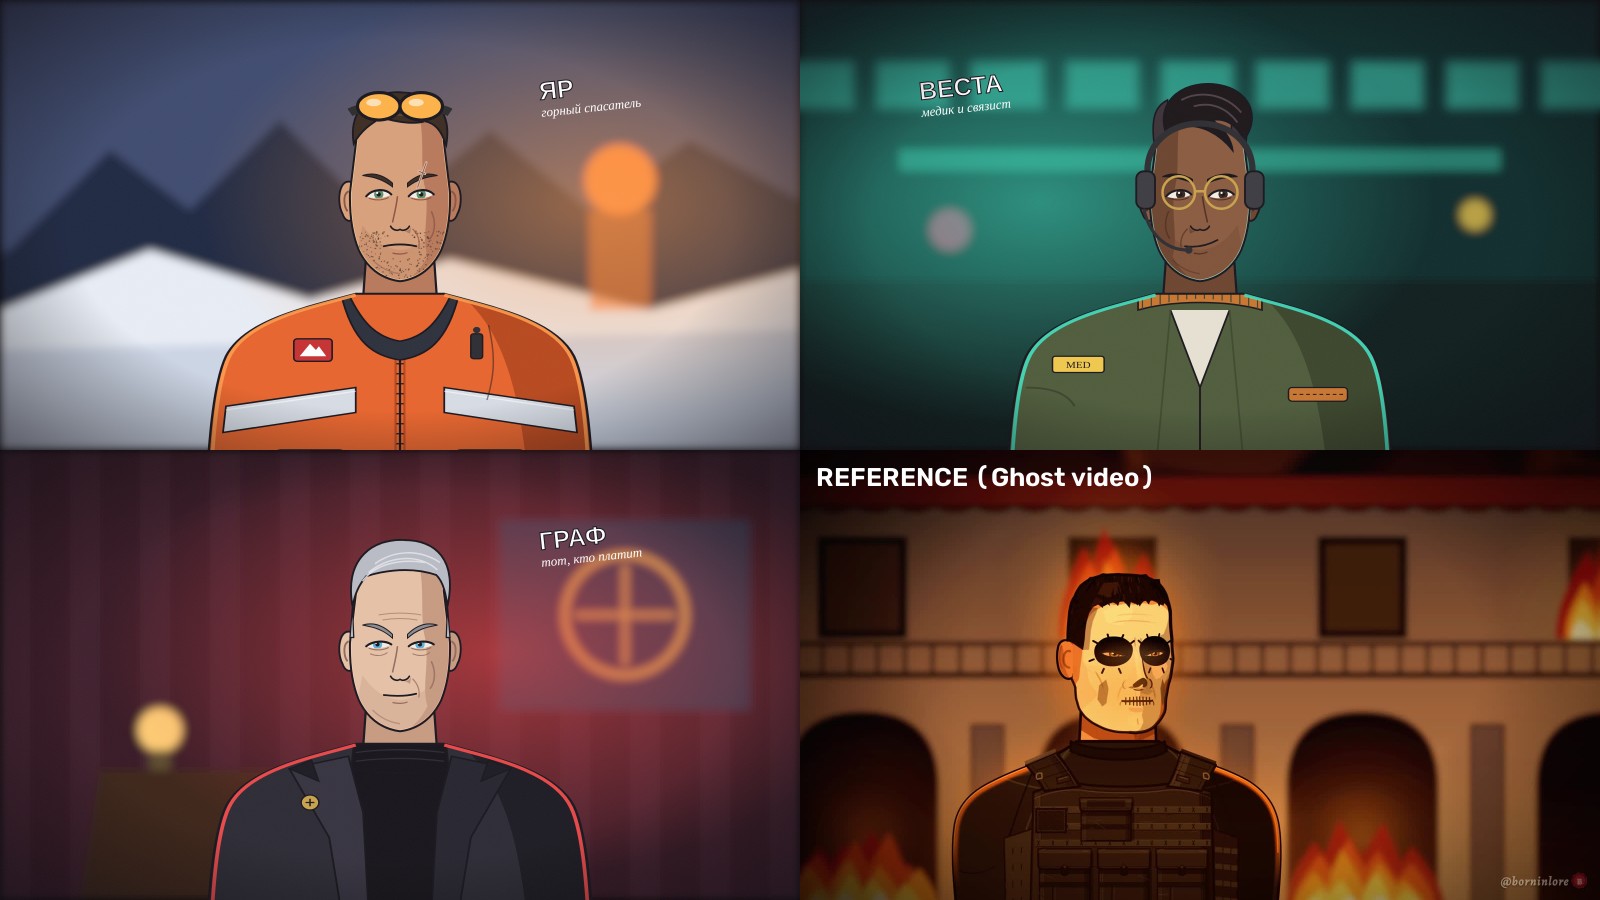 ЯР
горный спасатель
ВЕСТА
медик и связист
MED
ГРАФ
тот, кто платит
REFERENCE (Ghost video)
@borninlore